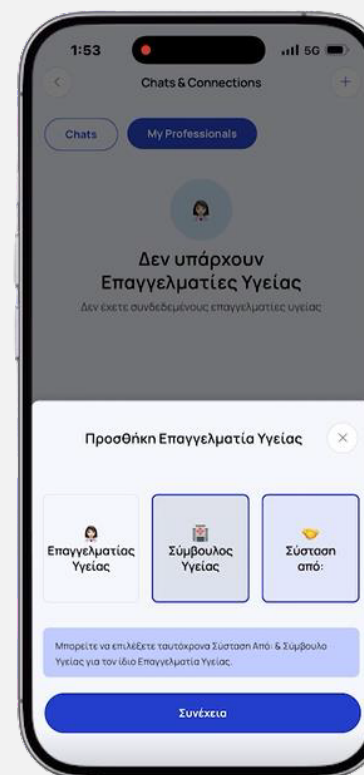 1:53
5G
Chats & Connections
Chats
My Professionals
Δεν υπάρχουν
Επαγγελματίες Υγείας
Δεν έχετε συνδεδεμένους επαγγελματίες υγείας
Προσθήκη Επαγγελματία Υγείας
Επαγγελματίας
Υγείας
Σύμβουλος
Υγείας
Σύσταση
από:
Μπορείτε να επιλέξετε ταυτόχρονα Σύσταση Από: & Σύμβουλο
Υγείας για τον ίδιο Επαγγελματία Υγείας.
Συνέχεια